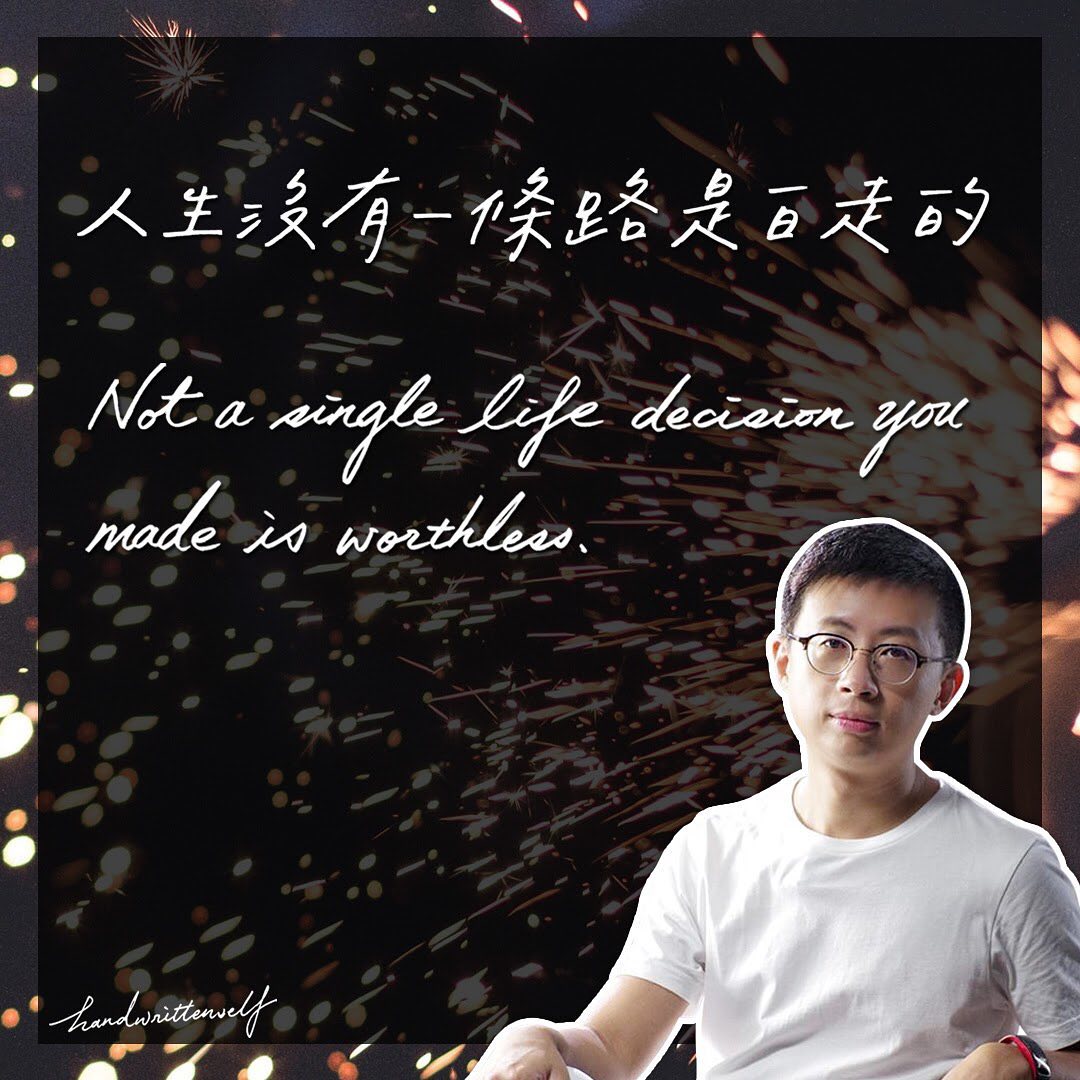 人生沒有一條路是白走的
Not a single life decision you
made is worthless.
handwrittenself